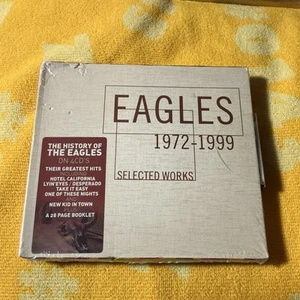 EAGLES
1972-1999
SELECTED WORKS
THE HISTORY OF
THE EAGLES
ON 4CD'S
THEIR GREATEST HITS
HOTEL CALIFORNIA
LYIN'EYES / DESPERADO
TAKE IT EASY
ONE OF THESE NIGHTS
NEW KID IN TOWN
A 28 PAGE BOOKLET